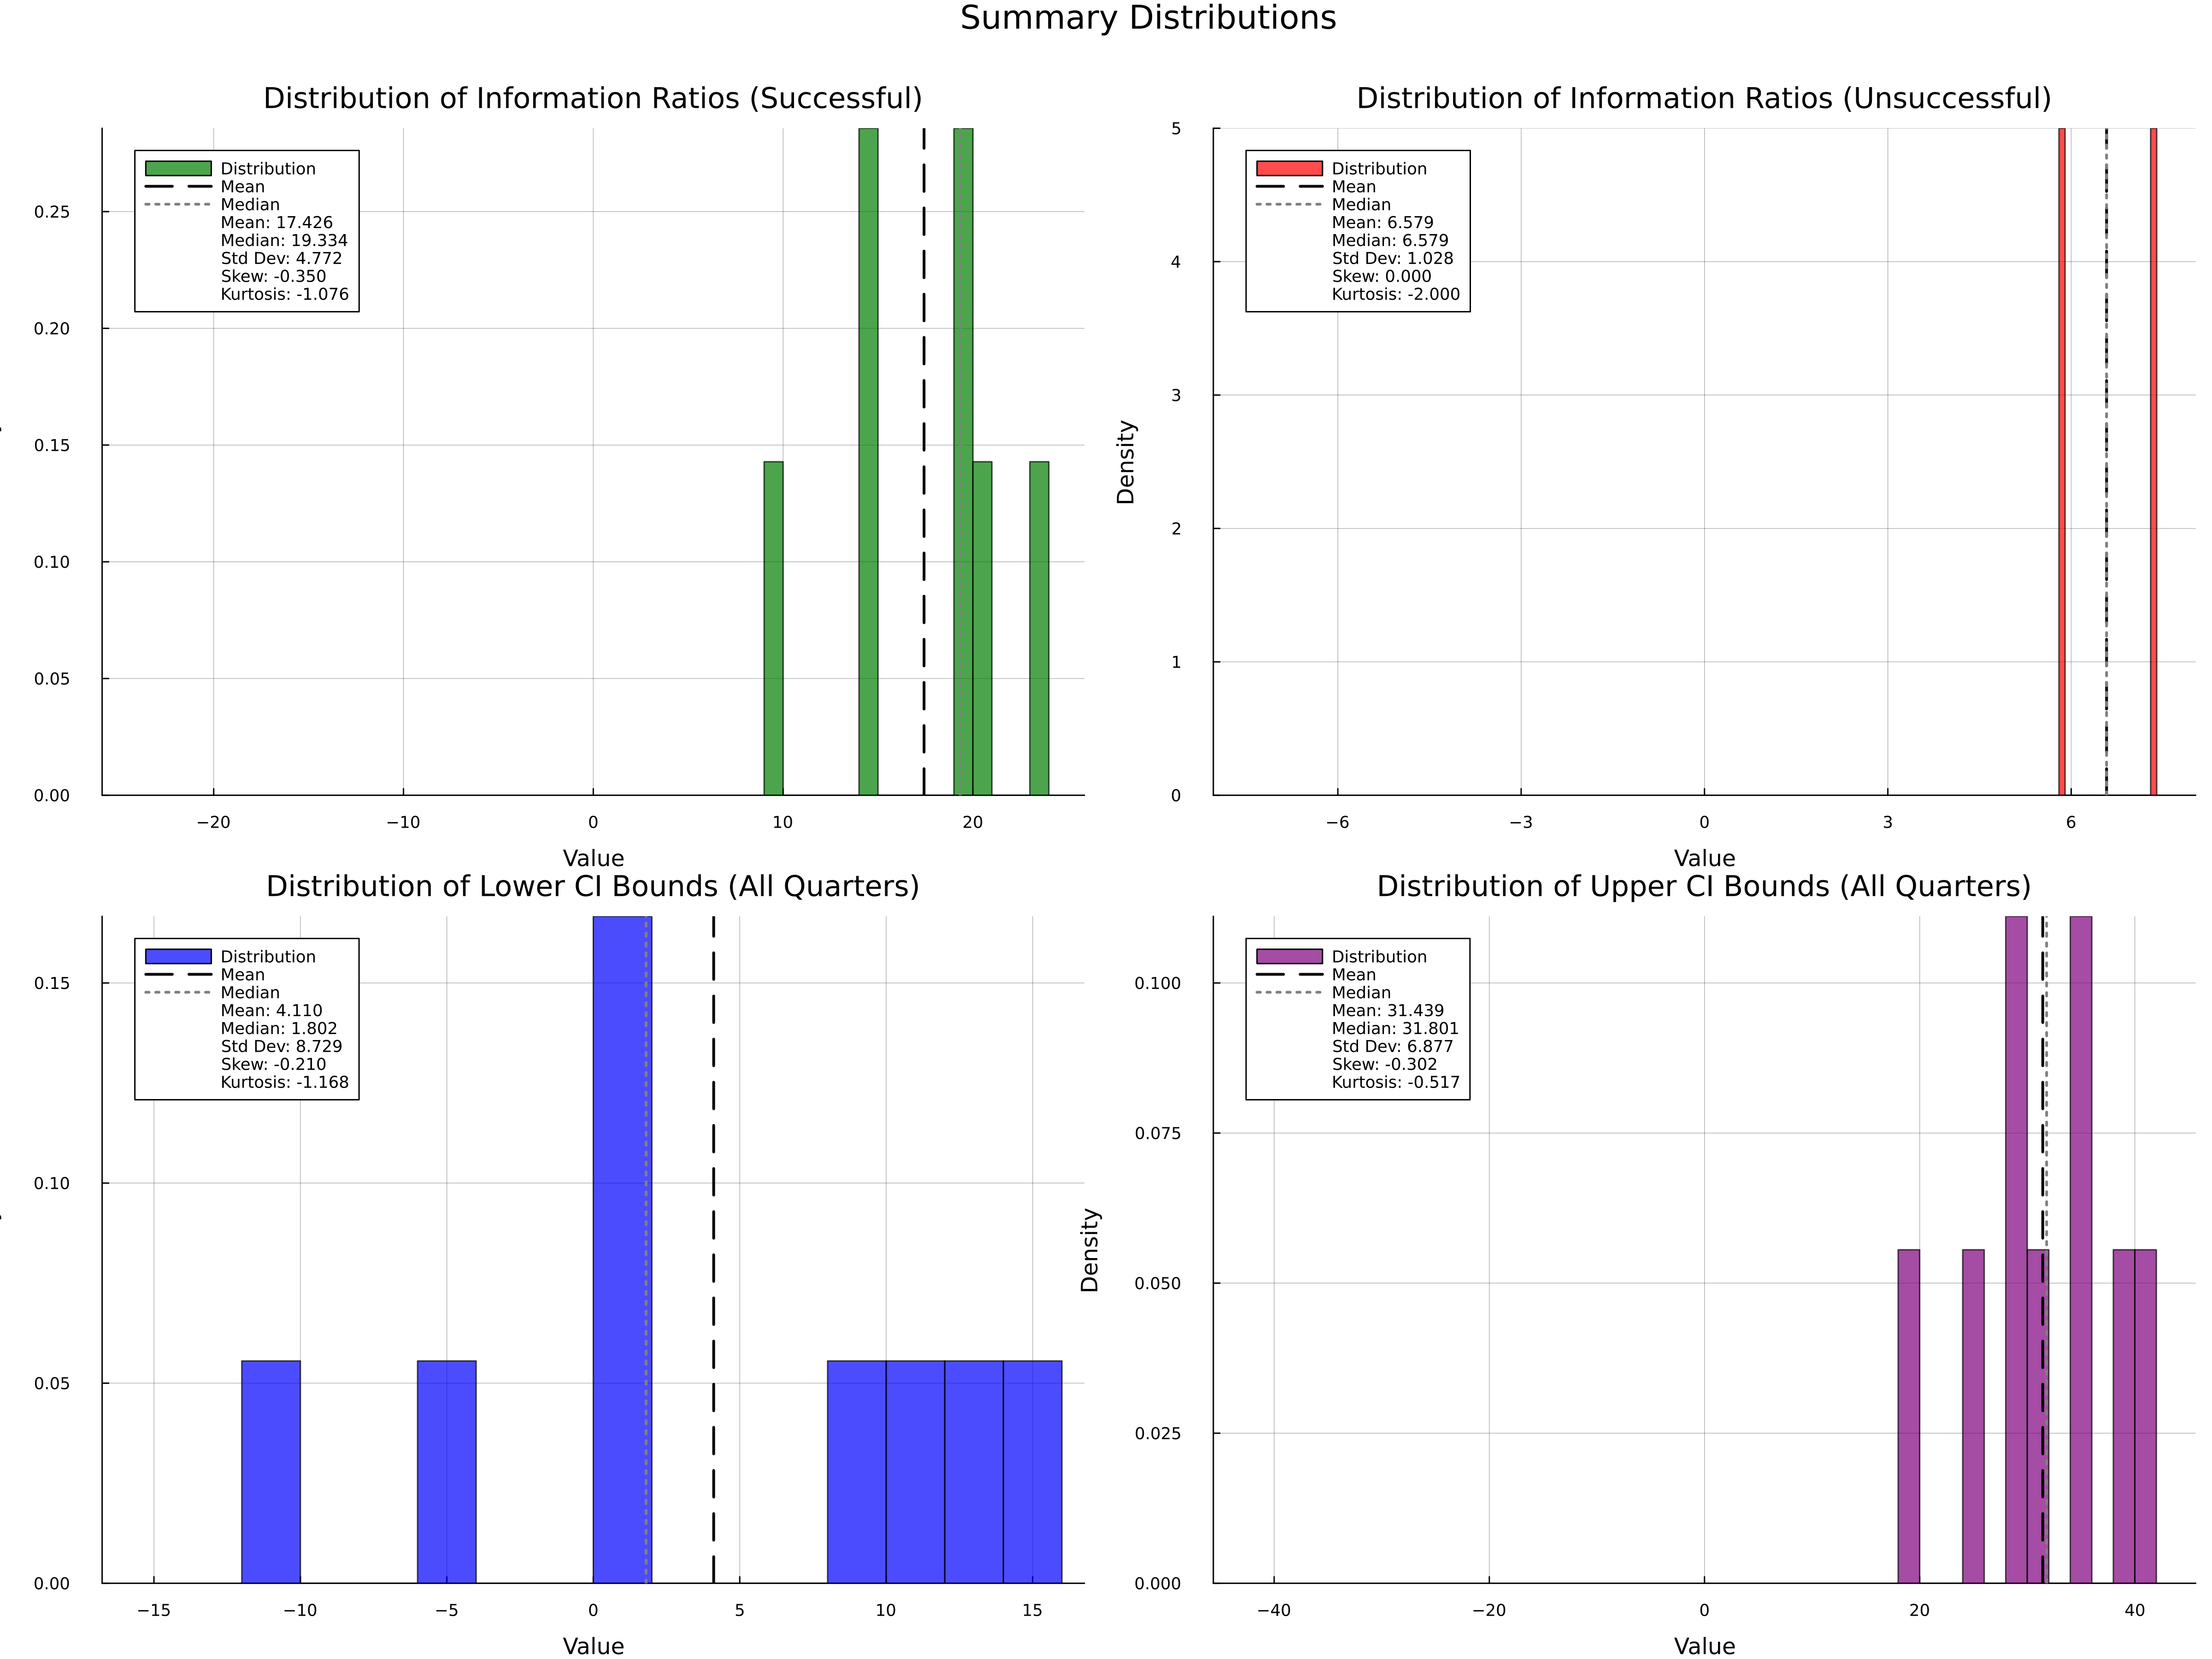 Summary Distributions
Distribution of Information Ratios (Successful)
Distribution
Mean
Median
Mean: 17.426
Median: 19.334
Std Dev: 4.772
Skew: -0.350
Kurtosis: -1.076
0.25
0.20
0.15
0.10
0.05
0.00
−20 −10 0 10 20
Value
Distribution of Information Ratios (Unsuccessful)
Distribution
Mean
Median
Mean: 6.579
Median: 6.579
Std Dev: 1.028
Skew: 0.000
Kurtosis: -2.000
Density
5
4
3
2
1
0
−6 −3 0 3 6
Value
Distribution of Lower CI Bounds (All Quarters)
Distribution
Mean
Median
Mean: 4.110
Median: 1.802
Std Dev: 8.729
Skew: -0.210
Kurtosis: -1.168
0.15
0.10
0.05
0.00
−15 −10 −5 0 5 10 15
Value
Distribution of Upper CI Bounds (All Quarters)
Distribution
Mean
Median
Mean: 31.439
Median: 31.801
Std Dev: 6.877
Skew: -0.302
Kurtosis: -0.517
Density
0.100
0.075
0.050
0.025
0.000
−40 −20 0 20 40
Value